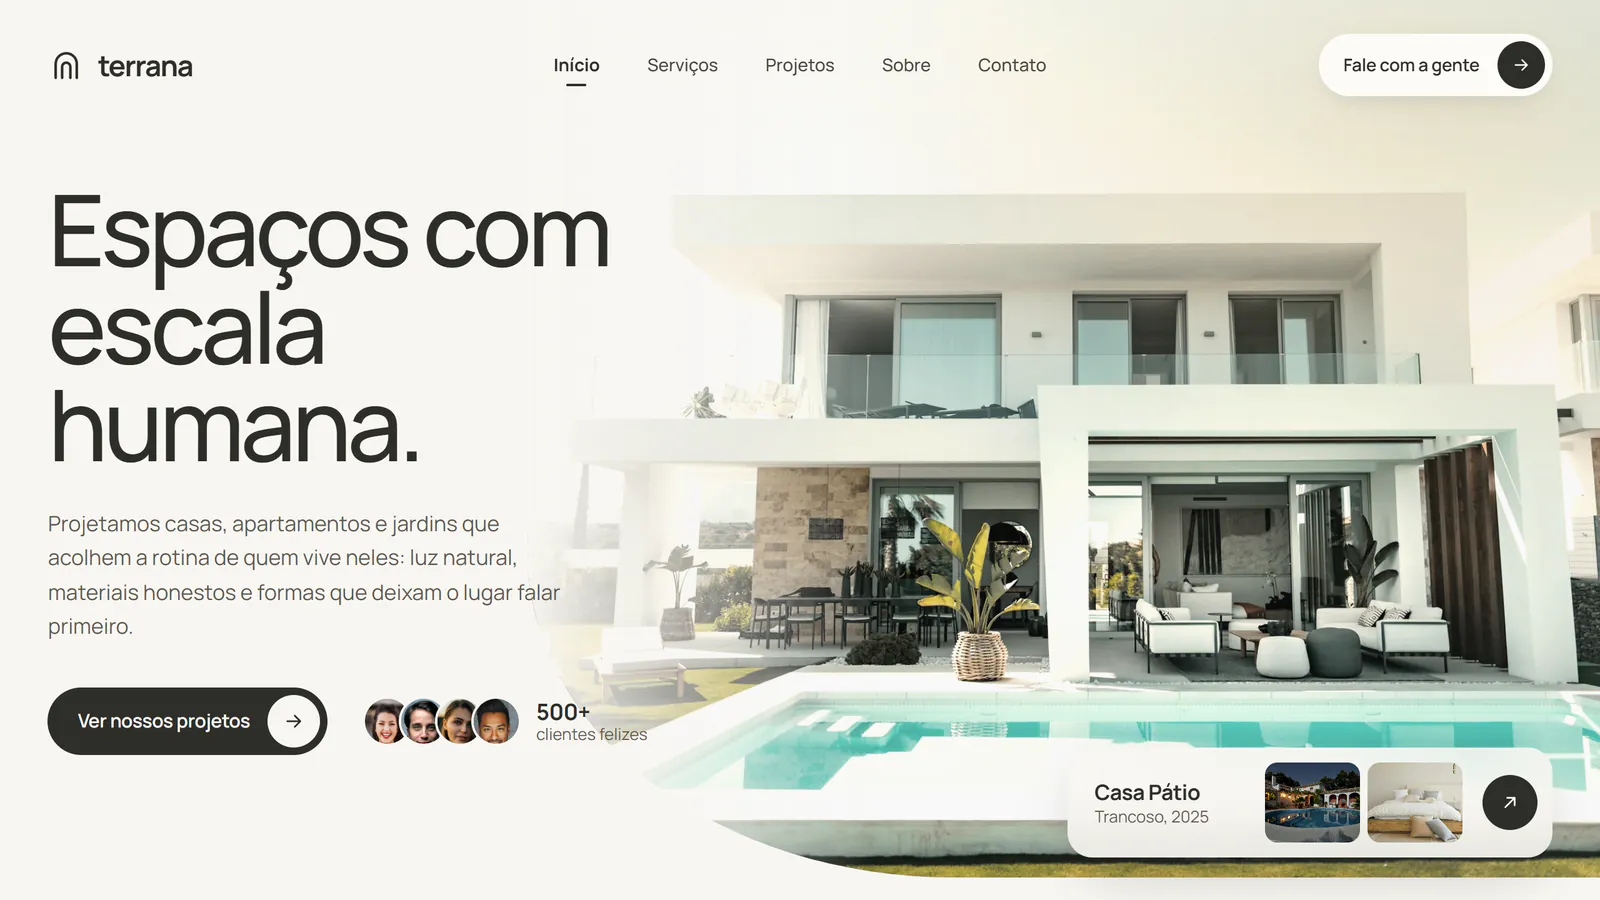 terrana
Início
Serviços
Projetos
Sobre
Contato
Fale com a gente
Espaços com
escala
humana.
Projetamos casas, apartamentos e jardins que
acolhem a rotina de quem vive neles: luz natural,
materiais honestos e formas que deixam o lugar falar
primeiro.
Ver nossos projetos
500+
clientes felizes
Casa Pátio
Trancoso, 2025